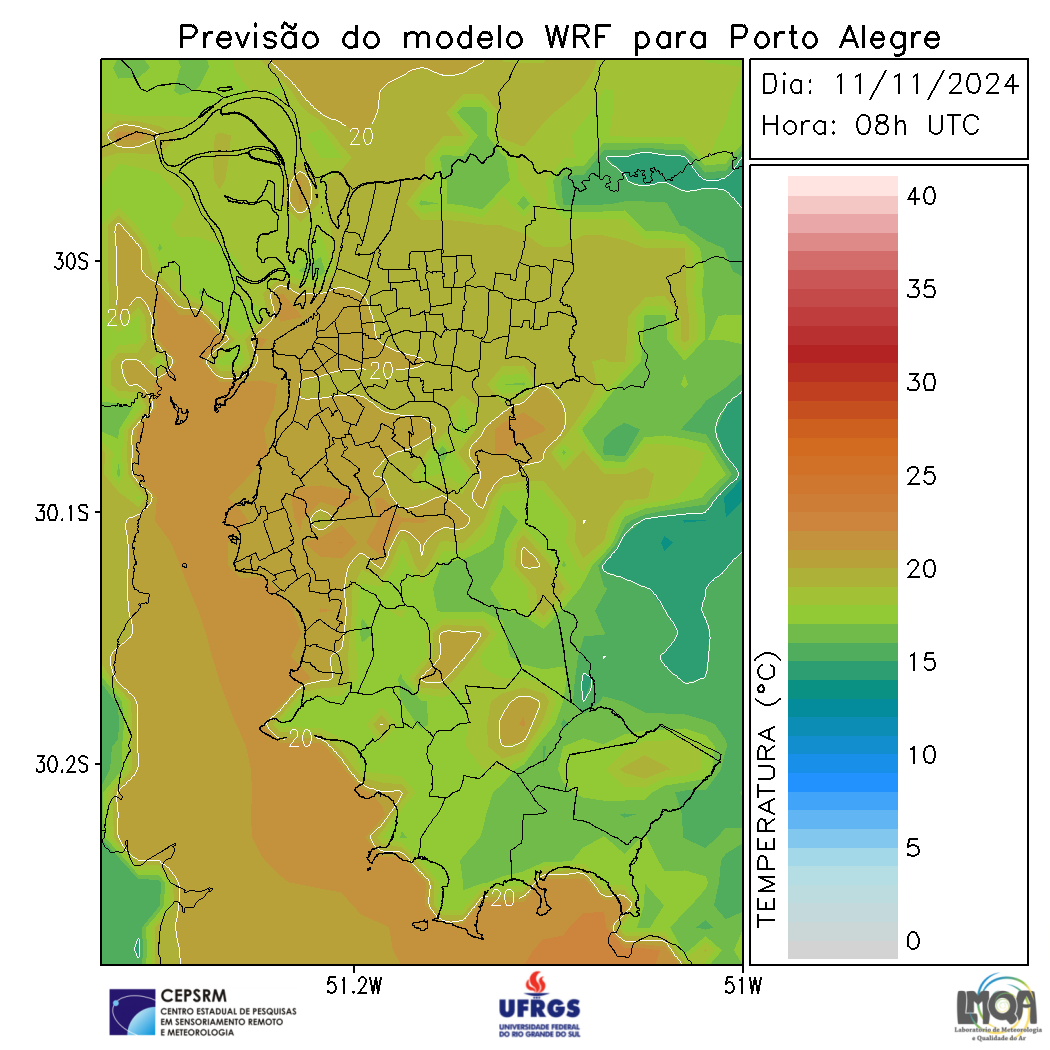 Previsão do modelo WRF para Porto Alegre
Dia: 11/11/2024
Hora: 08h UTC
40
35
30
25
20
15
10
5
0
TEMPERATURA (°C)
30S
30.1S
30.2S
51.2W
51W
20
20
20
20
20
CEPSRM
CENTRO ESTADUAL DE PESQUISAS
EM SENSORIAMENTO REMOTO
E METEOROLOGIA
UFRGS
UNIVERSIDADE FEDERAL
DO RIO GRANDE DO SUL
LMQA
Laboratório de Meteorologia
e Qualidade do Ar